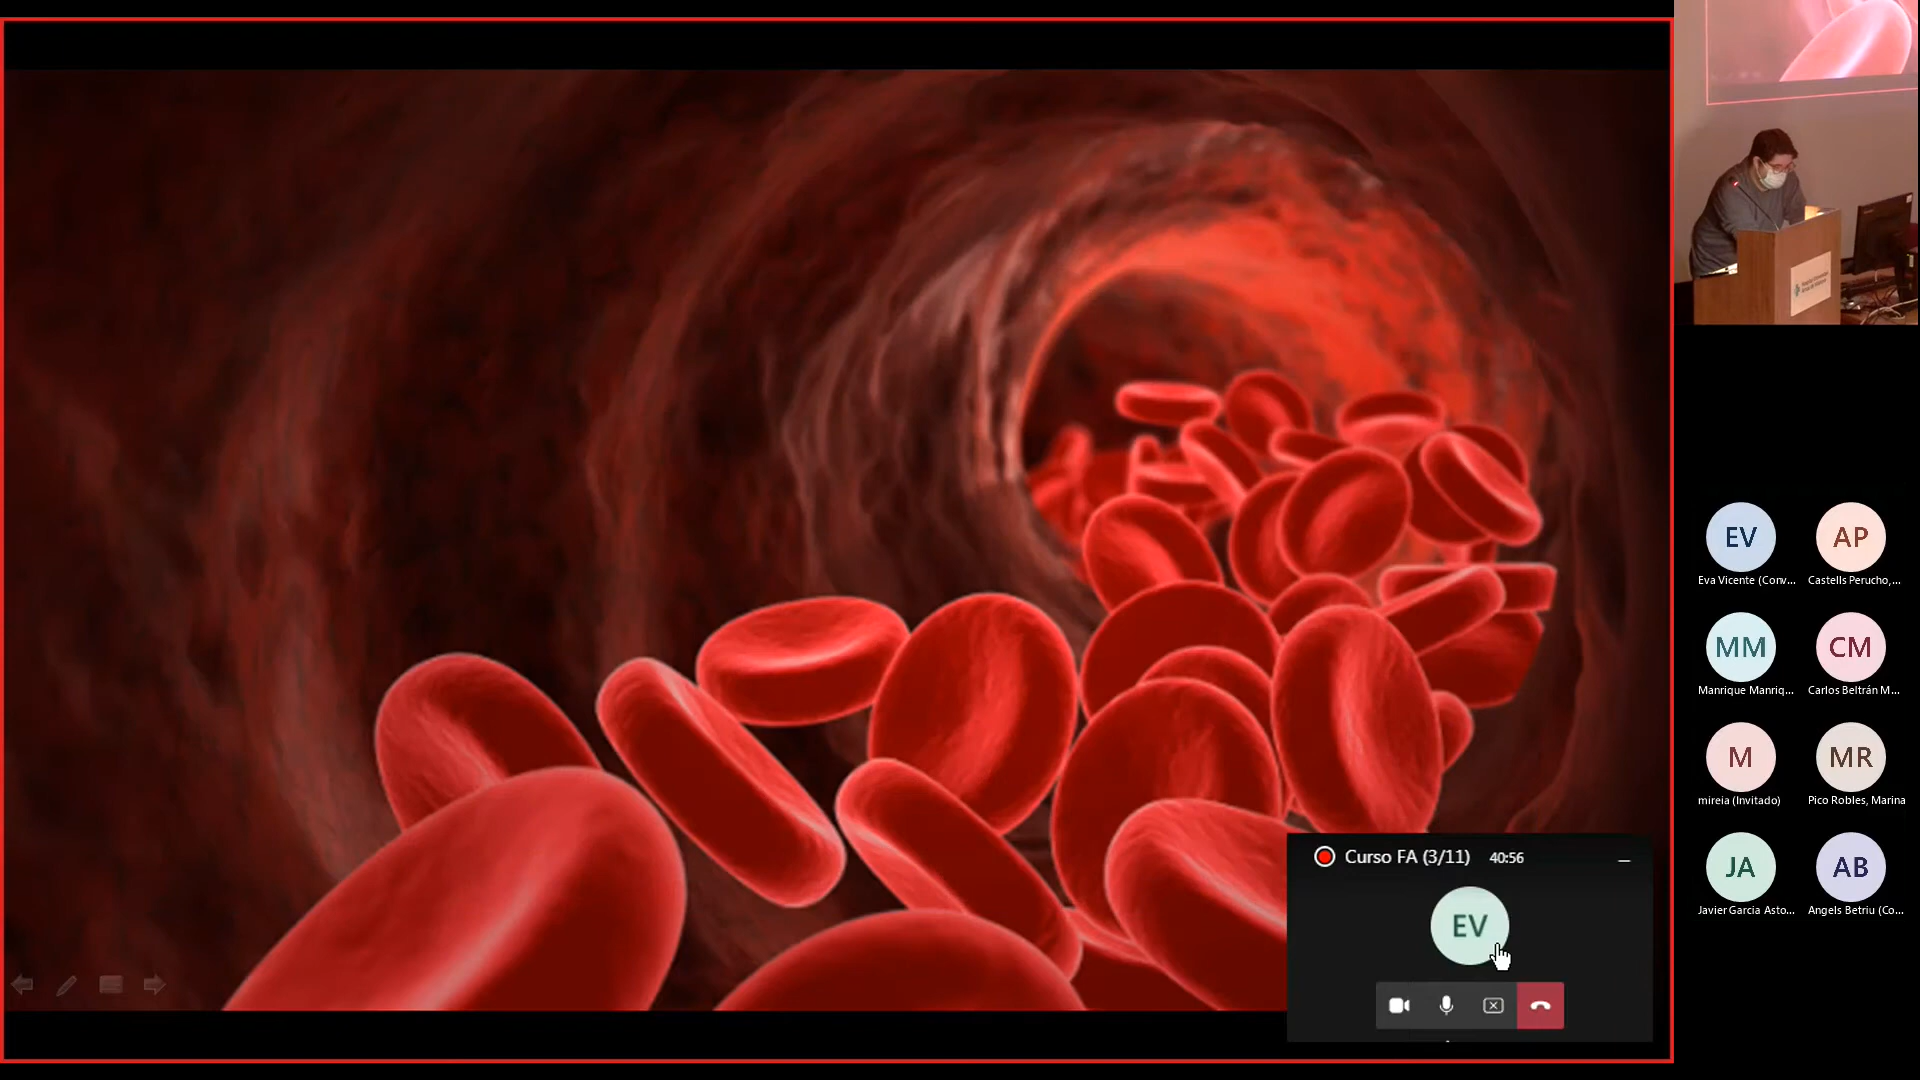 EV
AP
Eva Vicente (Conv...
Castells Perucho,...
MM
CM
Manrique Manriq...
Carlos Beltrán M...
M
MR
mireia (Invitado)
Pico Robles, Marina
JA
AB
Javier García Asto...
Angels Betriu (Co...
Curso FA (3/11) 40:56
EV